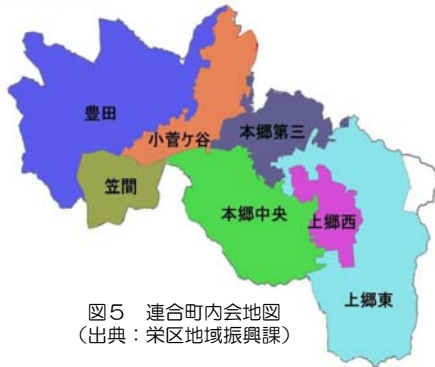 豊田
小菅ケ谷
本郷第三
笠間
本郷中央
上郷西
上郷東
図５　連合町内会地図
（出典：栄区地域振興課）